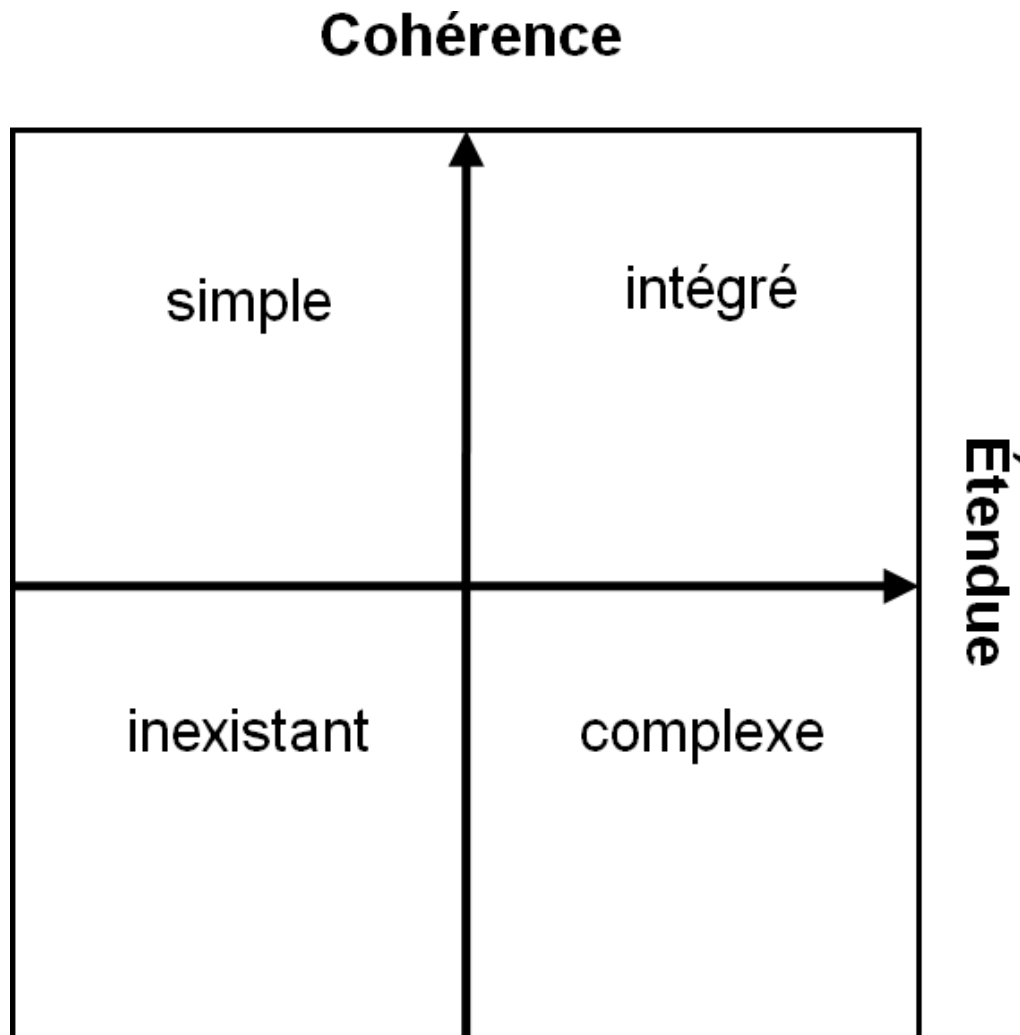 Cohérence
simple
intégré
Étendue
inexistant
complexe